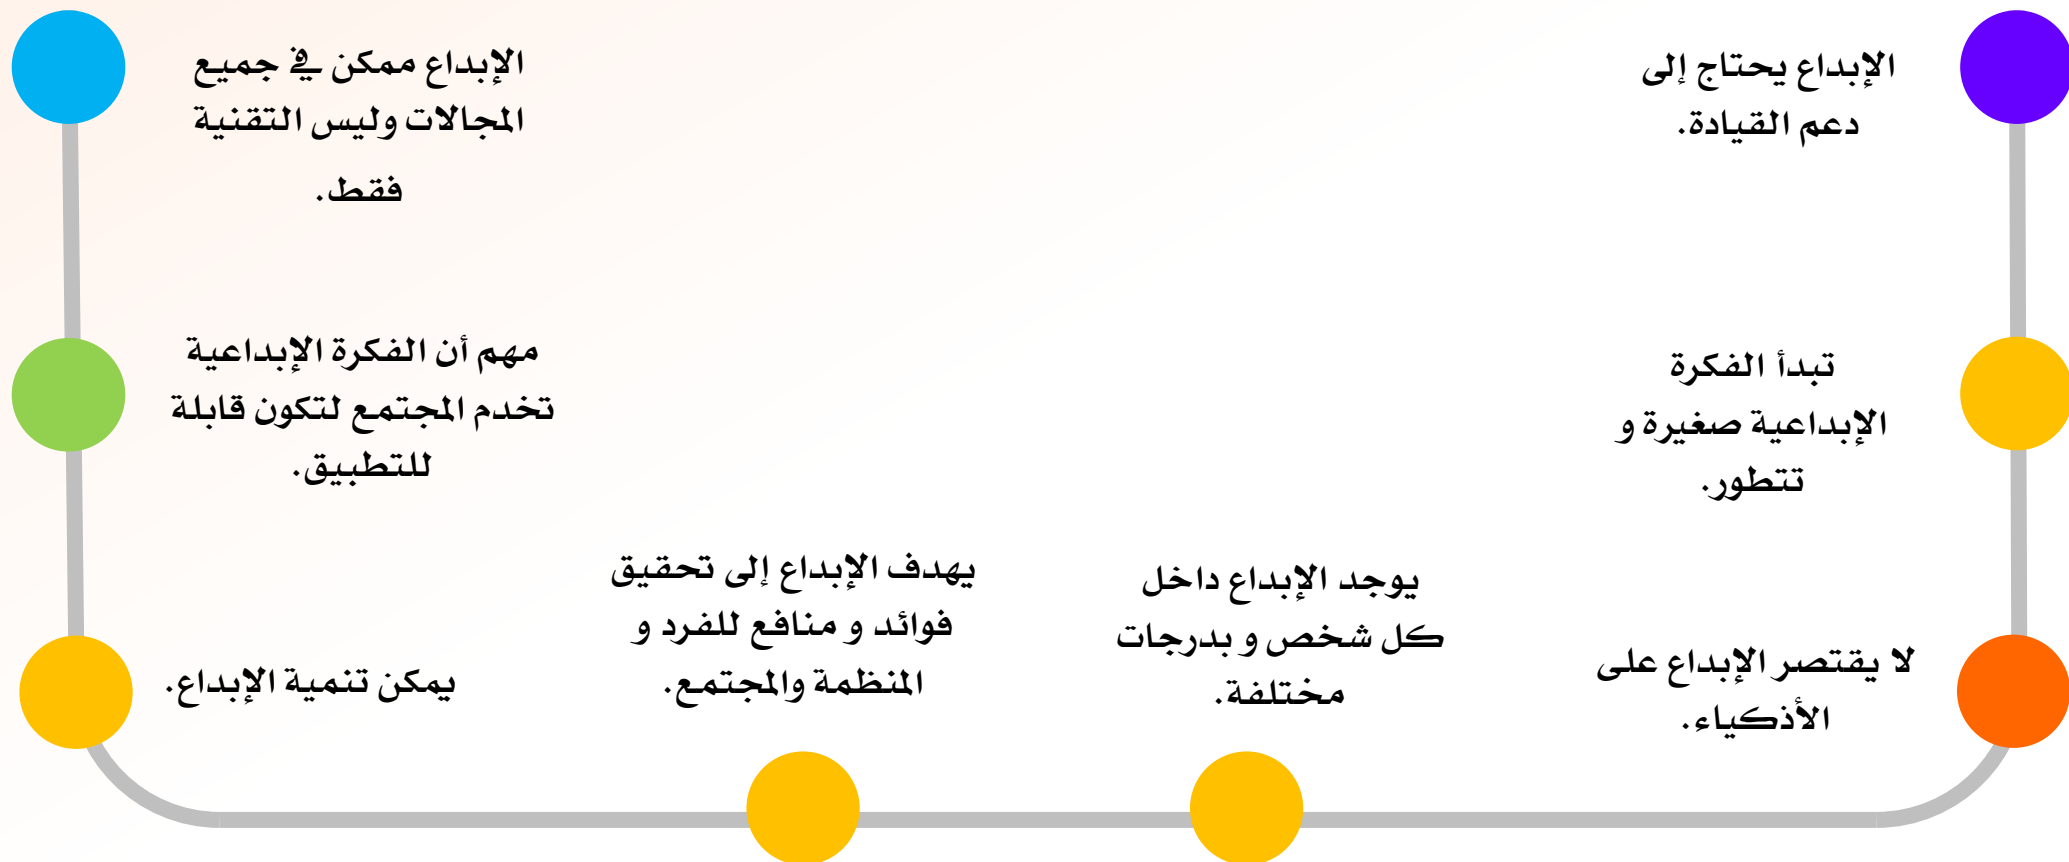 الإبداع يحتاج إلى
دعم القيادة.
تبدأ الفكرة
الإبداعية صغيرة و
تتطور.
لا يقتصر الإبداع على
الأذكياء.
يوجد الإبداع داخل
كل شخص و بدرجات
مختلفة.
يهدف الإبداع إلى تحقيق
فوائد و منافع للفرد و
المنظمة والمجتمع.
يمكن تنمية الإبداع.
مهم أن الفكرة الإبداعية
تخدم المجتمع لتكون قابلة
للتطبيق.
الإبداع ممكن في جميع
المجالات وليس التقنية
فقط.